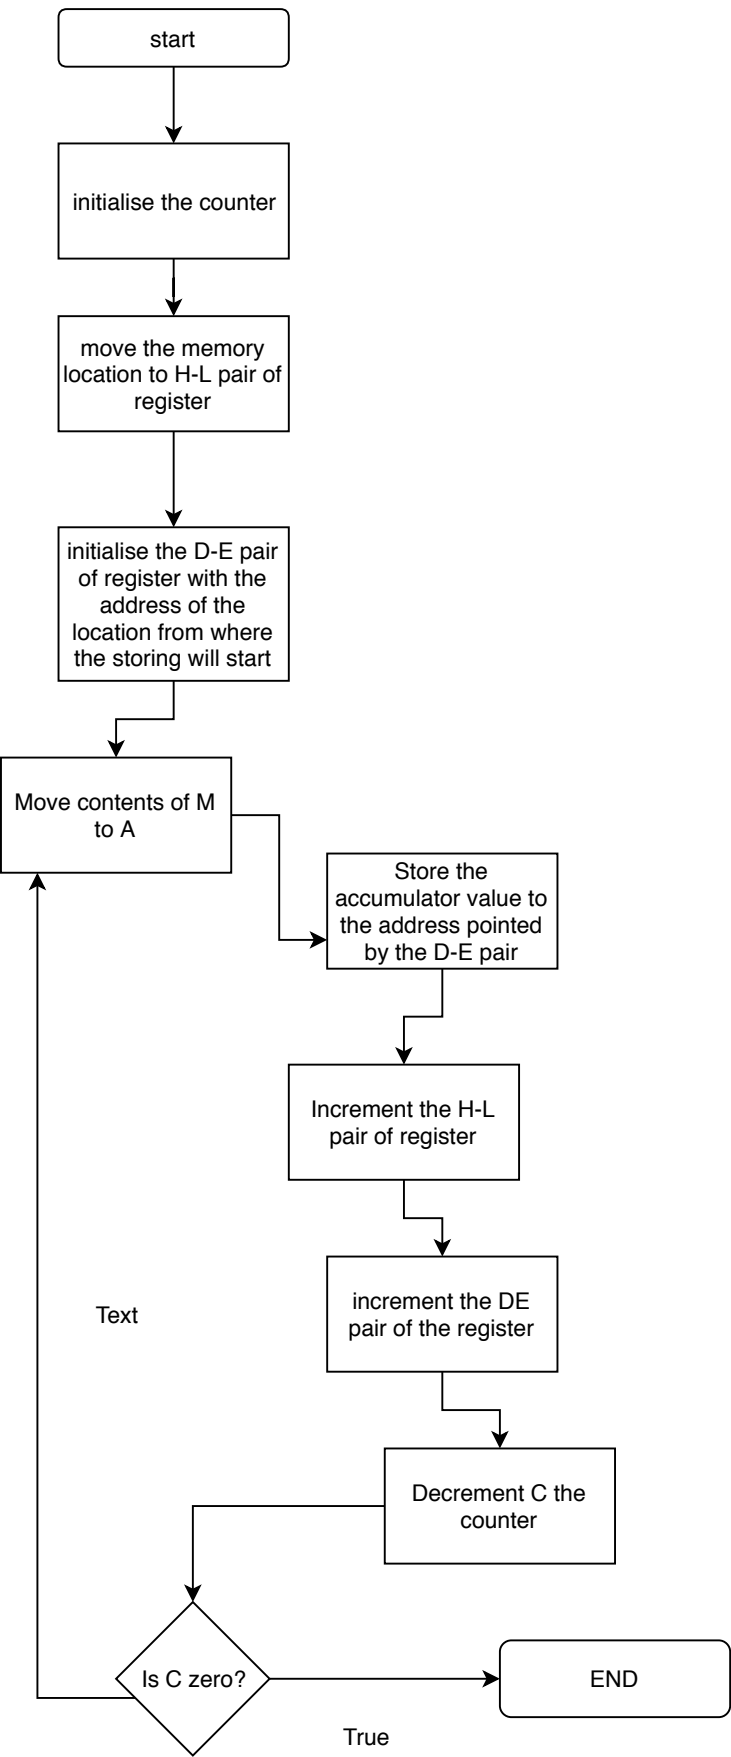 start
initialise the counter
move the memory
location to H-L pair of
register
initialise the D-E pair
of register with the
address of the
location from where
the storing will start
Move contents of M
to A
Store the
accumulator value to
the address pointed
by the D-E pair
Increment the H-L
pair of register
Text
increment the DE
pair of the register
Decrement C the
counter
Is C zero?
END
True